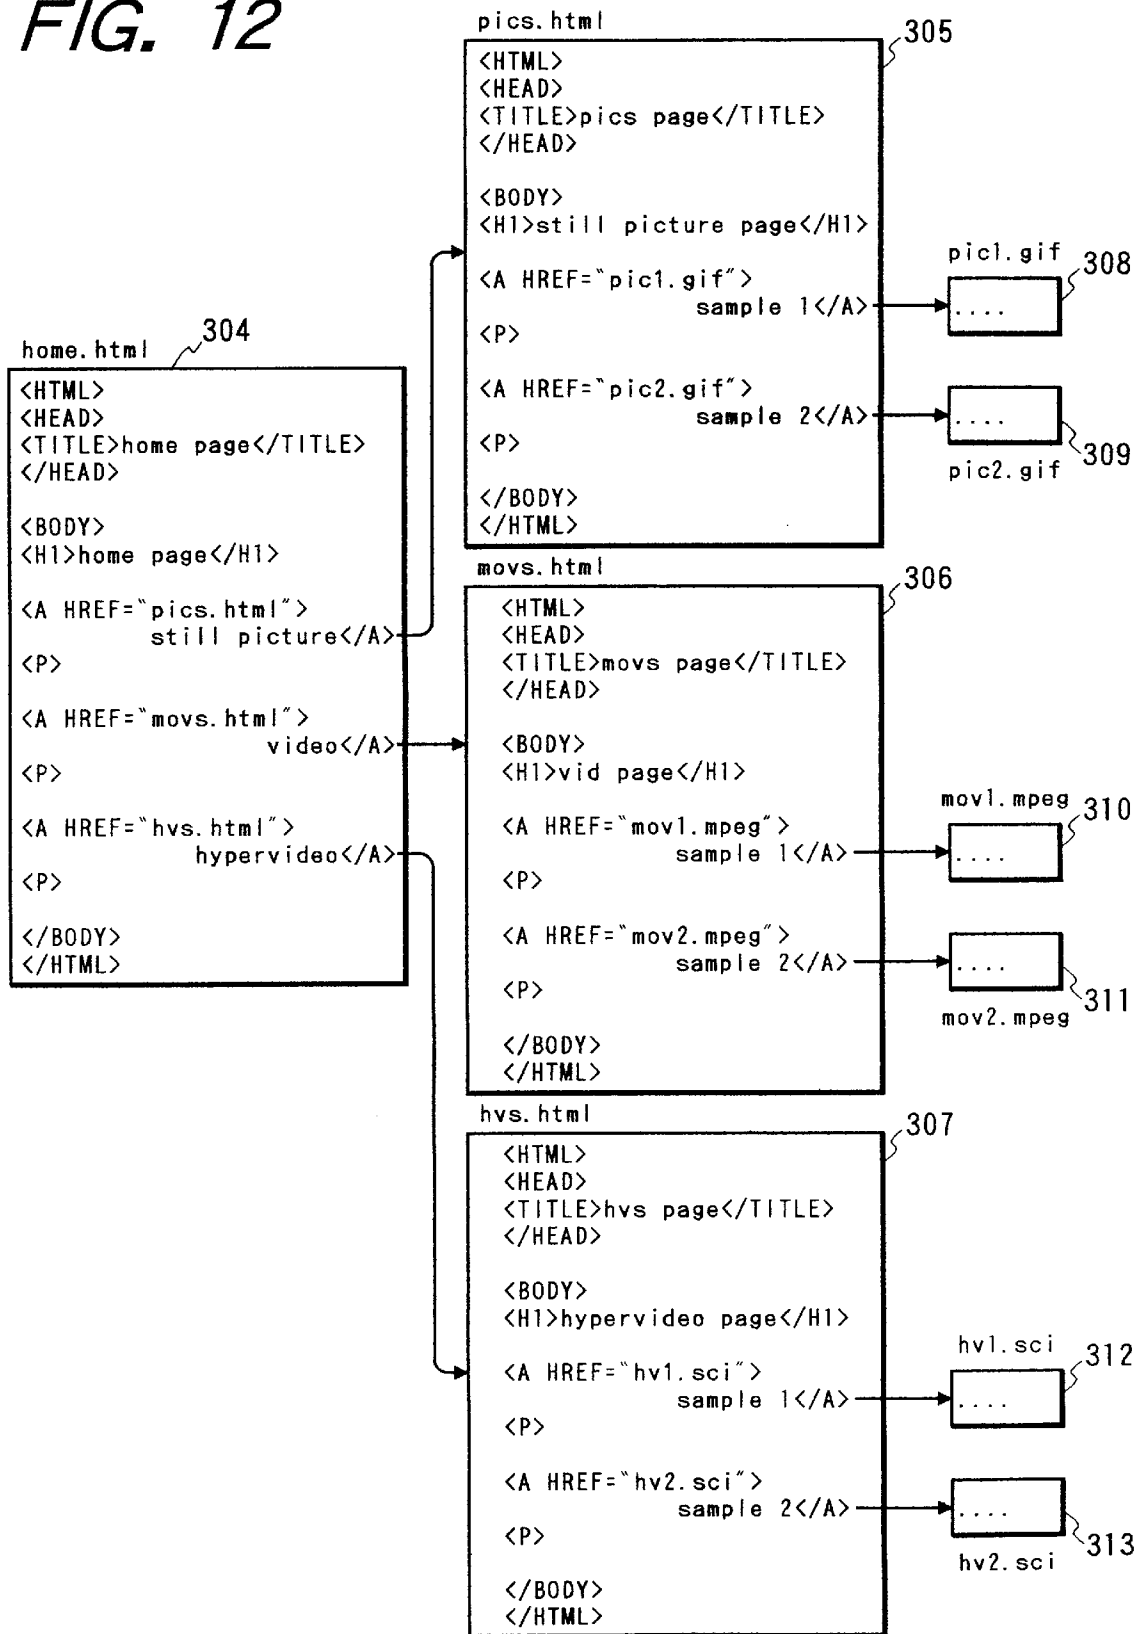 FIG. 12
home.html
304
<HTML>
<HEAD>
<TITLE>home page</TITLE>
</HEAD>
<BODY>
<H1>home page</H1>
<A HREF="pics.html">
still picture</A>
<P>
<A HREF="movs.html">
video</A>
<P>
<A HREF="hvs.html">
hypervideo</A>
<P>
</BODY>
</HTML>
pics.html
305
<HTML>
<HEAD>
<TITLE>pics page</TITLE>
</HEAD>
<BODY>
<H1>still picture page</H1>
<A HREF="pic1.gif">
sample 1</A>
<P>
<A HREF="pic2.gif">
sample 2</A>
<P>
</BODY>
</HTML>
pic1.gif
308
....
....
309
pic2.gif
movs.html
306
<HTML>
<HEAD>
<TITLE>movs page</TITLE>
</HEAD>
<BODY>
<H1>vid page</H1>
<A HREF="mov1.mpeg">
sample 1</A>
<P>
<A HREF="mov2.mpeg">
sample 2</A>
<P>
</BODY>
</HTML>
mov1.mpeg
310
....
....
311
mov2.mpeg
hvs.html
307
<HTML>
<HEAD>
<TITLE>hvs page</TITLE>
</HEAD>
<BODY>
<H1>hypervideo page</H1>
<A HREF="hv1.sci">
sample 1</A>
<P>
<A HREF="hv2.sci">
sample 2</A>
<P>
</BODY>
</HTML>
hv1.sci
312
....
....
313
hv2.sci